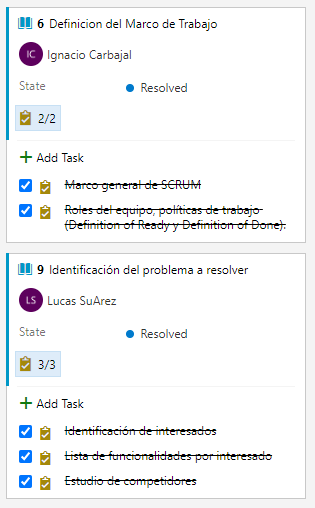 6 Definicion del Marco de Trabajo
IC Ignacio Carbajal
State Resolved
2/2
Add Task
Marco general de SCRUM
Roles del equipo, políticas de trabajo
(Definition of Ready y Definition of Done).
9 Identificación del problema a resolver
LS Lucas SuArez
State Resolved
3/3
Add Task
Identificación de interesados
Lista de funcionalidades por interesado
Estudio de competidores